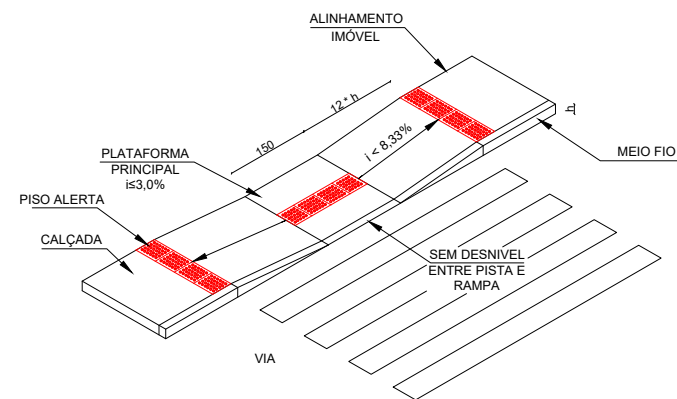 ALINHAMENTO
IMÓVEL
12 * h
150
h
i < 8,33%
MEIO FIO
PLATAFORMA
PRINCIPAL
i≤3,0%
PISO ALERTA
CALÇADA
SEM DESNIVEL
ENTRE PISTA E
RAMPA
VIA